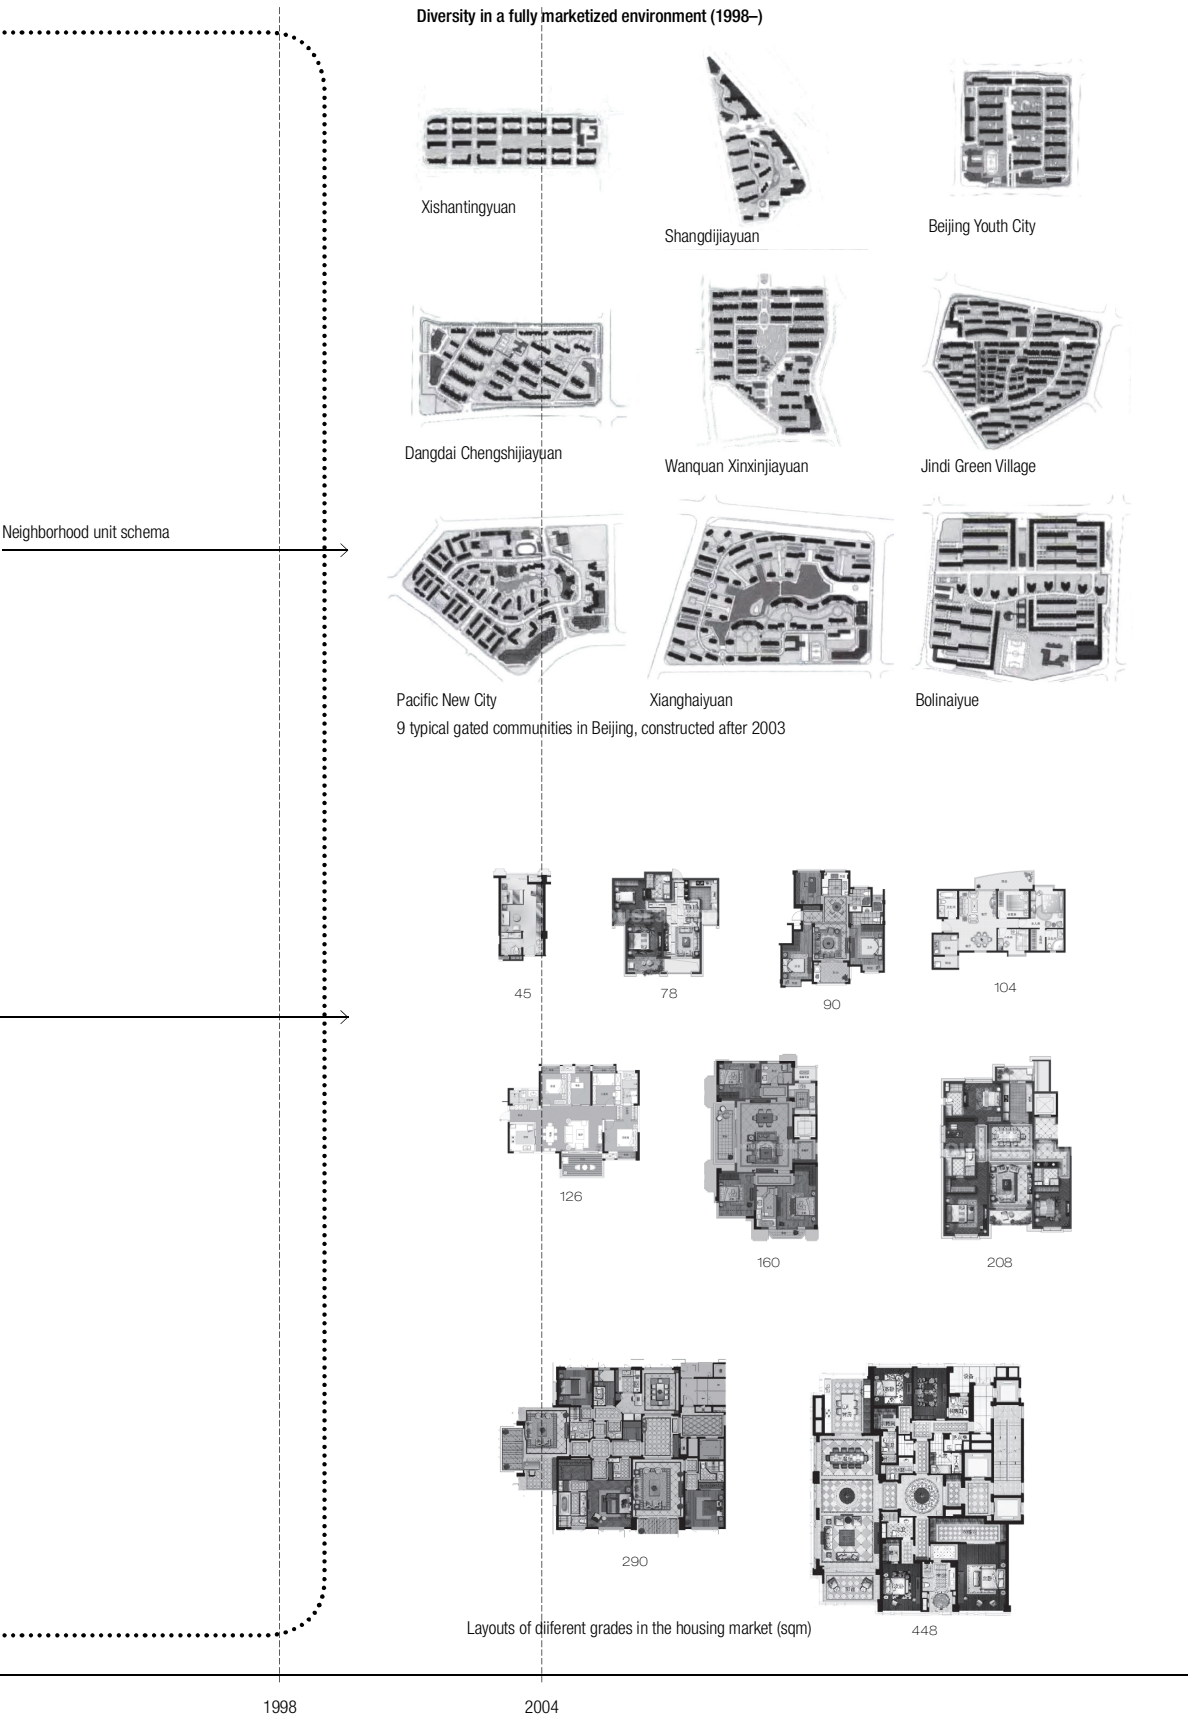 Diversity in a fully marketized environment (1998–)
Xishantingyuan
Shangdijiayuan
Beijing Youth City
Dangdai Chengshijiayuan
Wanquan Xinxinjiayuan
Jindi Green Village
Neighborhood unit schema
Pacific New City
Xianghaiyuan
Bolinaiyue
9 typical gated communities in Beijing, constructed after 2003
45
78
90
104
126
160
208
290
448
Layouts of diiferent grades in the housing market (sqm)
1998
2004